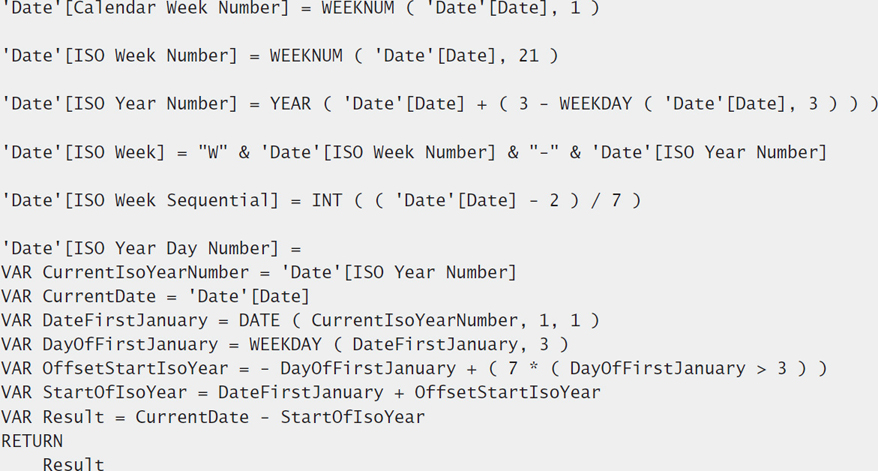 'Date'[Calendar Week Number] = WEEKNUM ( 'Date'[Date], 1 )
'Date'[ISO Week Number] = WEEKNUM ( 'Date'[Date], 21 )
'Date'[ISO Year Number] = YEAR ( 'Date'[Date] + ( 3 - WEEKDAY ( 'Date'[Date], 3 ) ) )
'Date'[ISO Week] = "W" & 'Date'[ISO Week Number] & "-" & 'Date'[ISO Year Number]
'Date'[ISO Week Sequential] = INT ( ( 'Date'[Date] - 2 ) / 7 )
'Date'[ISO Year Day Number] =
VAR CurrentIsoYearNumber = 'Date'[ISO Year Number]
VAR CurrentDate = 'Date'[Date]
VAR DateFirstJanuary = DATE ( CurrentIsoYearNumber, 1, 1 )
VAR DayOfFirstJanuary = WEEKDAY ( DateFirstJanuary, 3 )
VAR OffsetStartIsoYear = - DayOfFirstJanuary + ( 7 * ( DayOfFirstJanuary > 3 ) )
VAR StartOfIsoYear = DateFirstJanuary + OffsetStartIsoYear
VAR Result = CurrentDate - StartOfIsoYear
RETURN
    Result